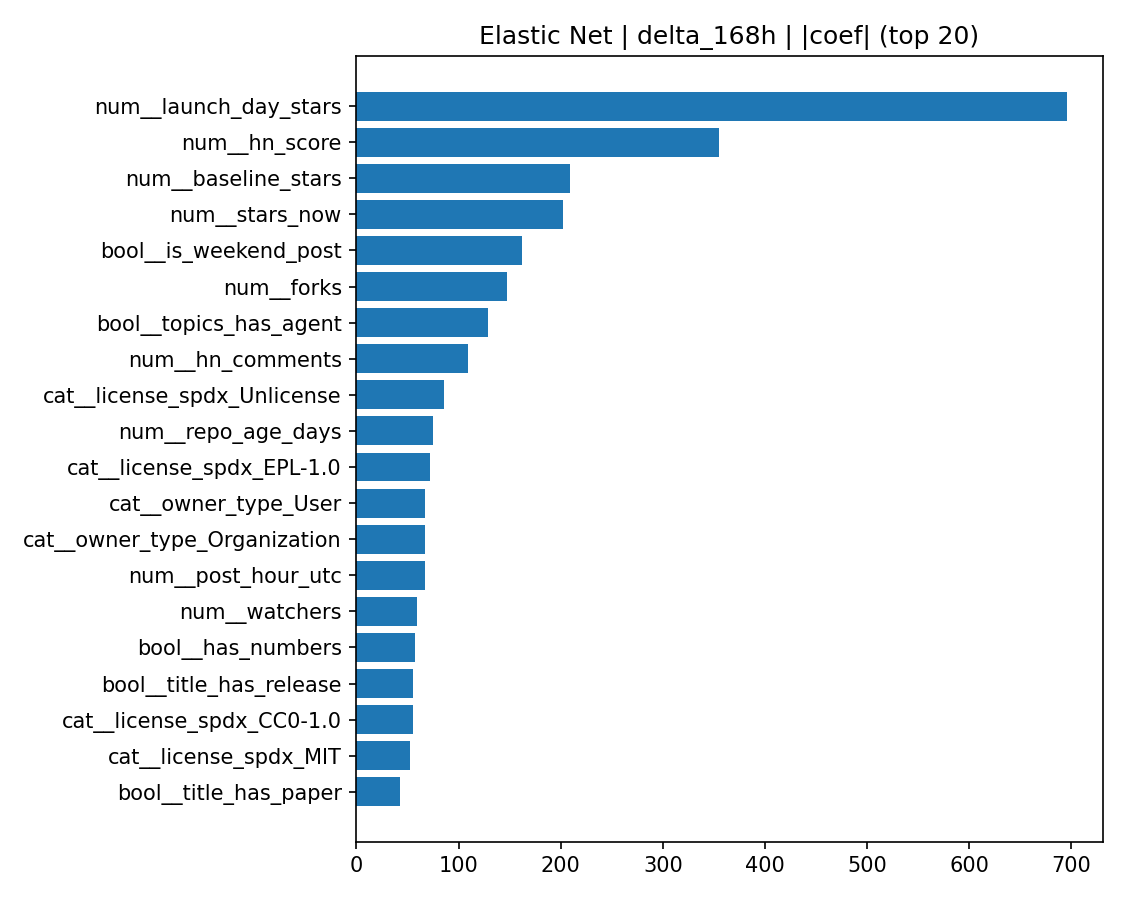 Elastic Net | delta_168h | |coef| (top 20)
num__launch_day_stars
num__hn_score
num__baseline_stars
num__stars_now
bool__is_weekend_post
num__forks
bool__topics_has_agent
num__hn_comments
cat__license_spdx_Unlicense
num__repo_age_days
cat__license_spdx_EPL-1.0
cat__owner_type_User
cat__owner_type_Organization
num__post_hour_utc
num__watchers
bool__has_numbers
bool__title_has_release
cat__license_spdx_CC0-1.0
cat__license_spdx_MIT
bool__title_has_paper
0 100 200 300 400 500 600 700